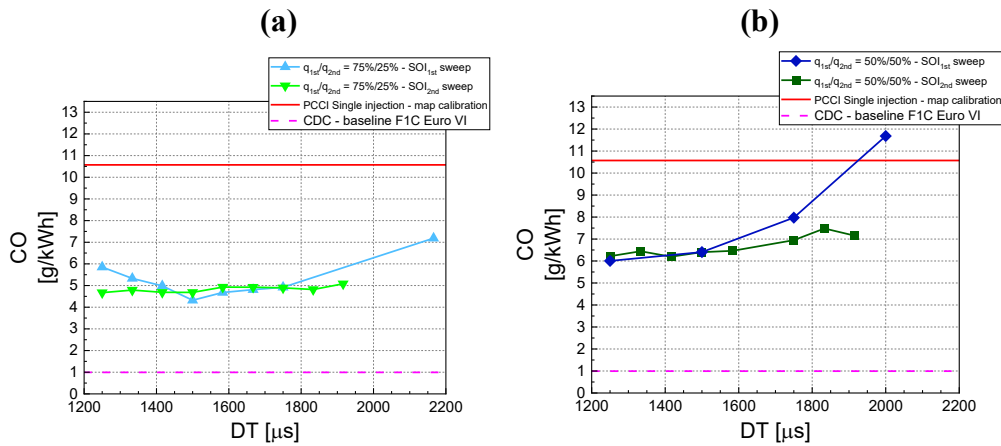 (a)
q1st/q2nd = 75%/25% - SOI1st sweep
q1st/q2nd = 75%/25% - SOI2nd sweep
PCCI Single injection - map calibration
CDC - baseline F1C Euro VI
13
12
11
10
9
8
7
6
5
4
3
2
1
0
CO
[g/kWh]
1200 1400 1600 1800 2000 2200
DT [μs]
(b)
q1st/q2nd = 50%/50% - SOI1st sweep
q1st/q2nd = 50%/50% - SOI2nd sweep
PCCI Single injection - map calibration
CDC - baseline F1C Euro VI
13
12
11
10
9
8
7
6
5
4
3
2
1
0
CO
[g/kWh]
1200 1400 1600 1800 2000 2200
DT [μs]